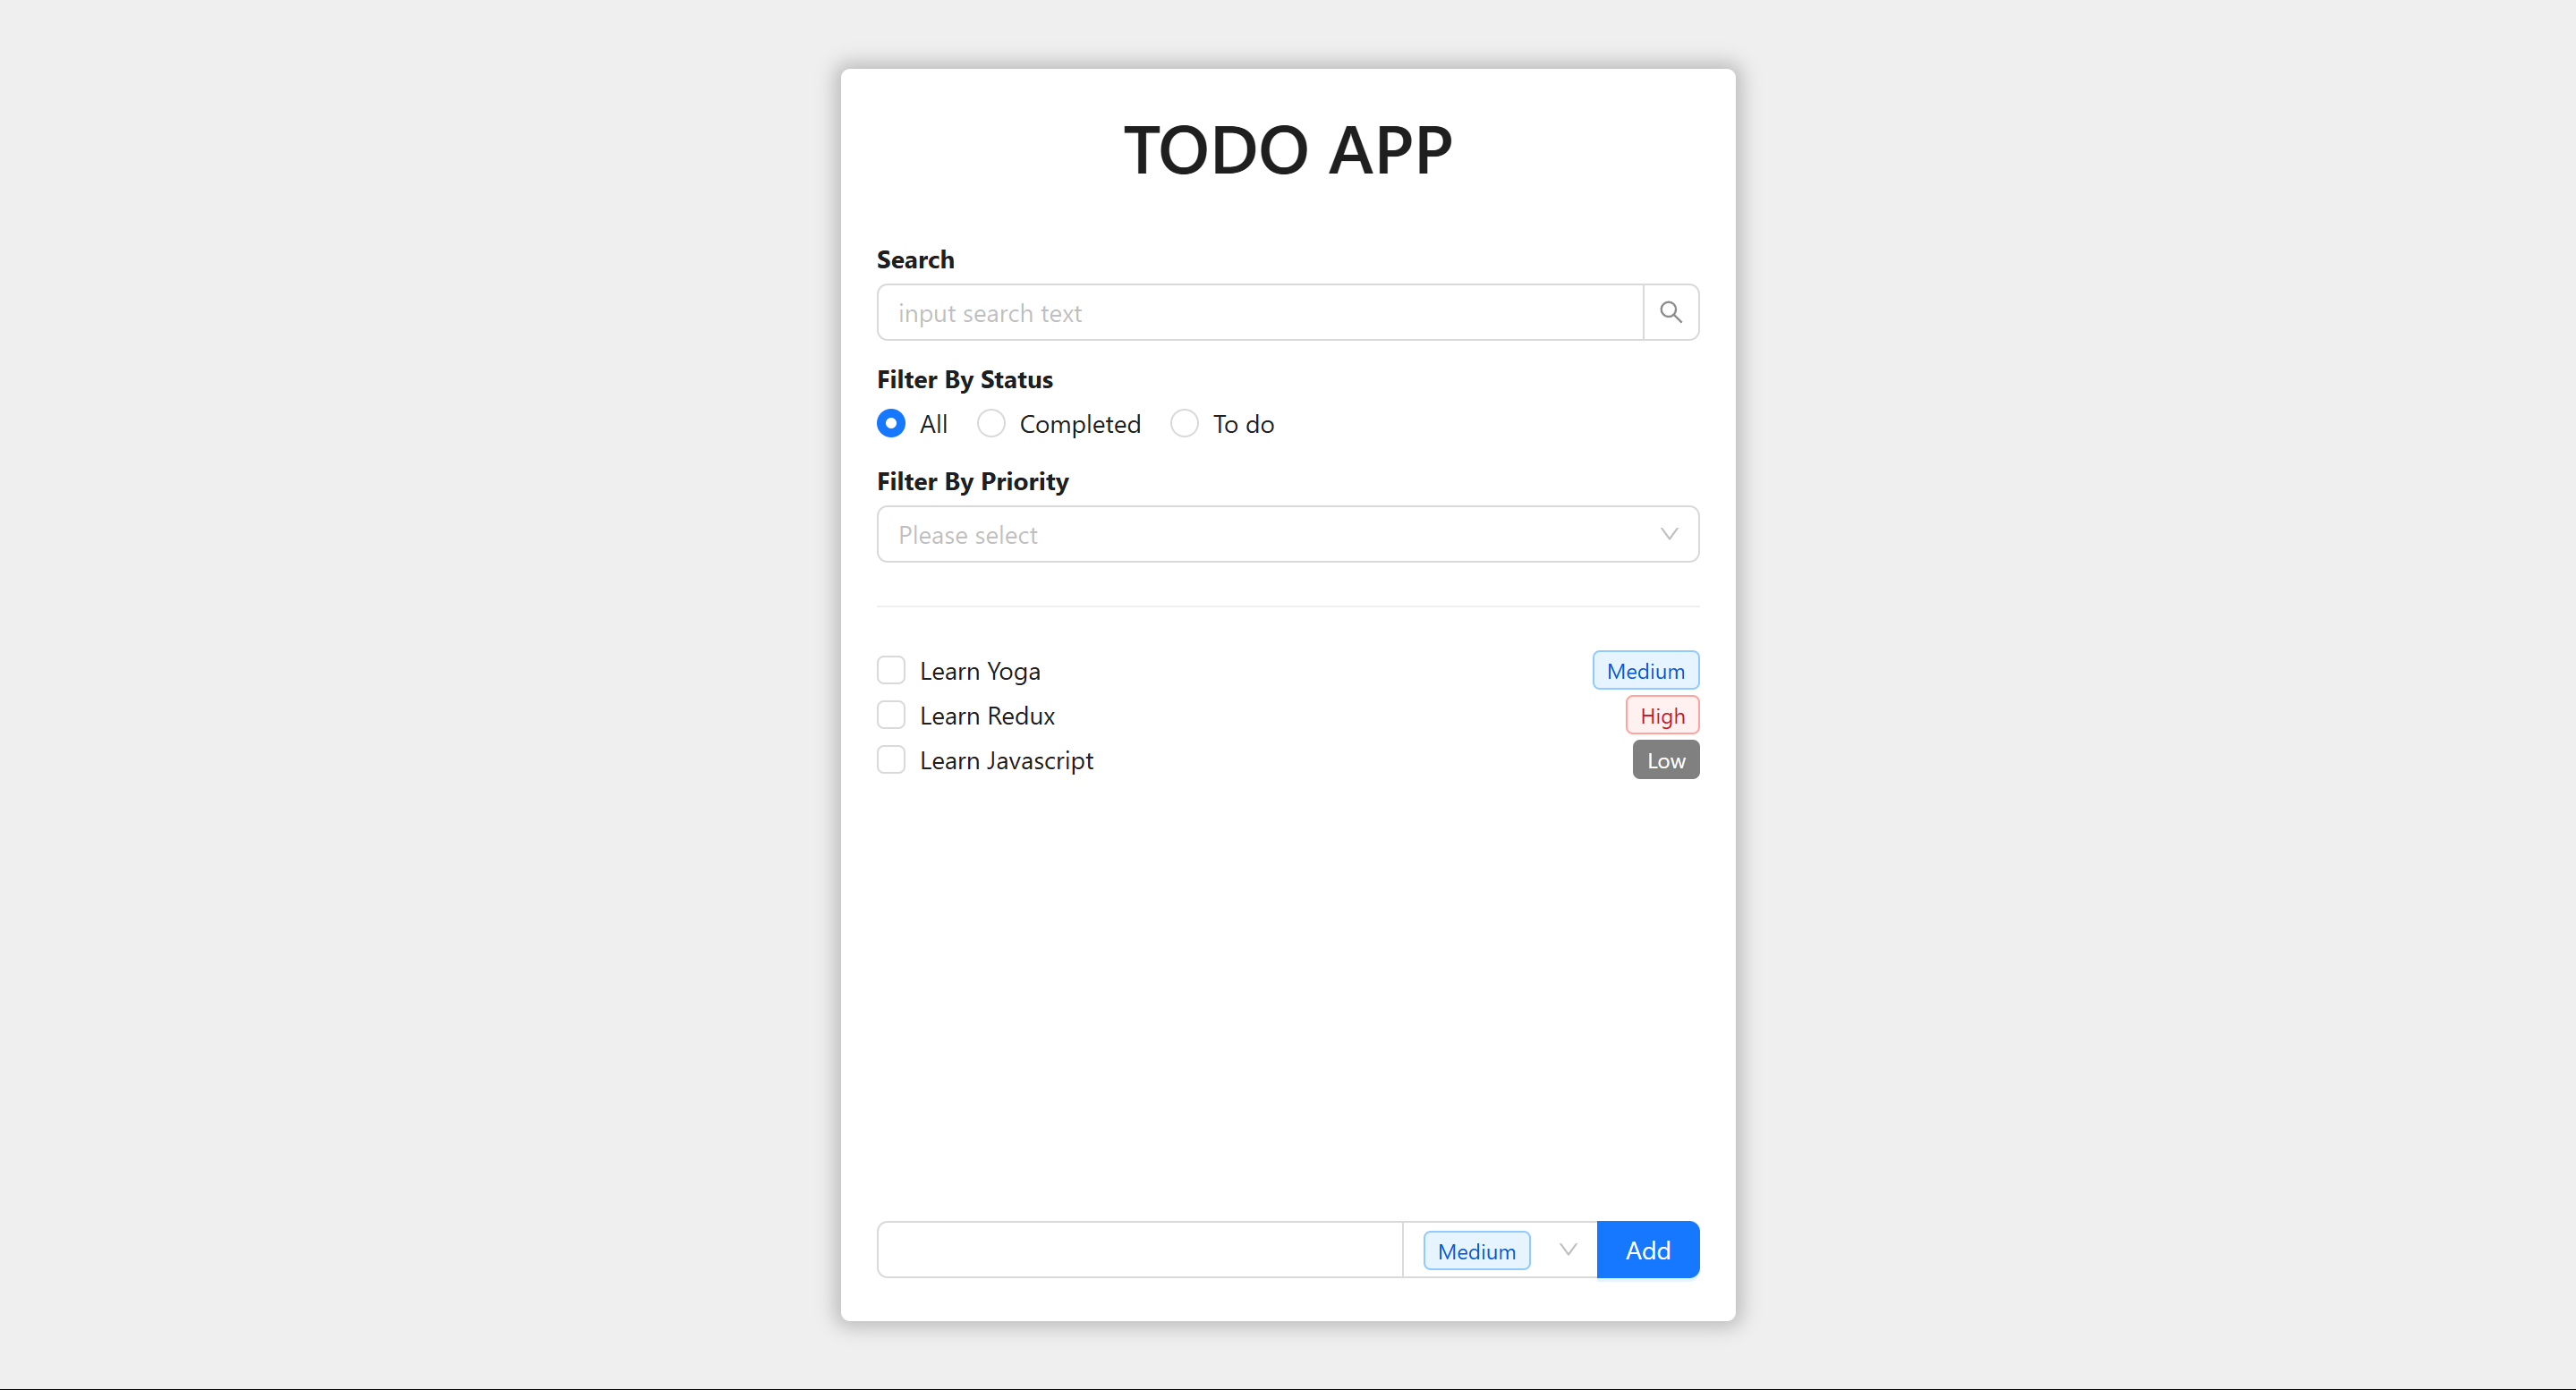 TODO APP
Search
input search text
Filter By Status
All Completed To do
Filter By Priority
Please select
Learn Yoga Medium
Learn Redux High
Learn Javascript Low
Medium Add